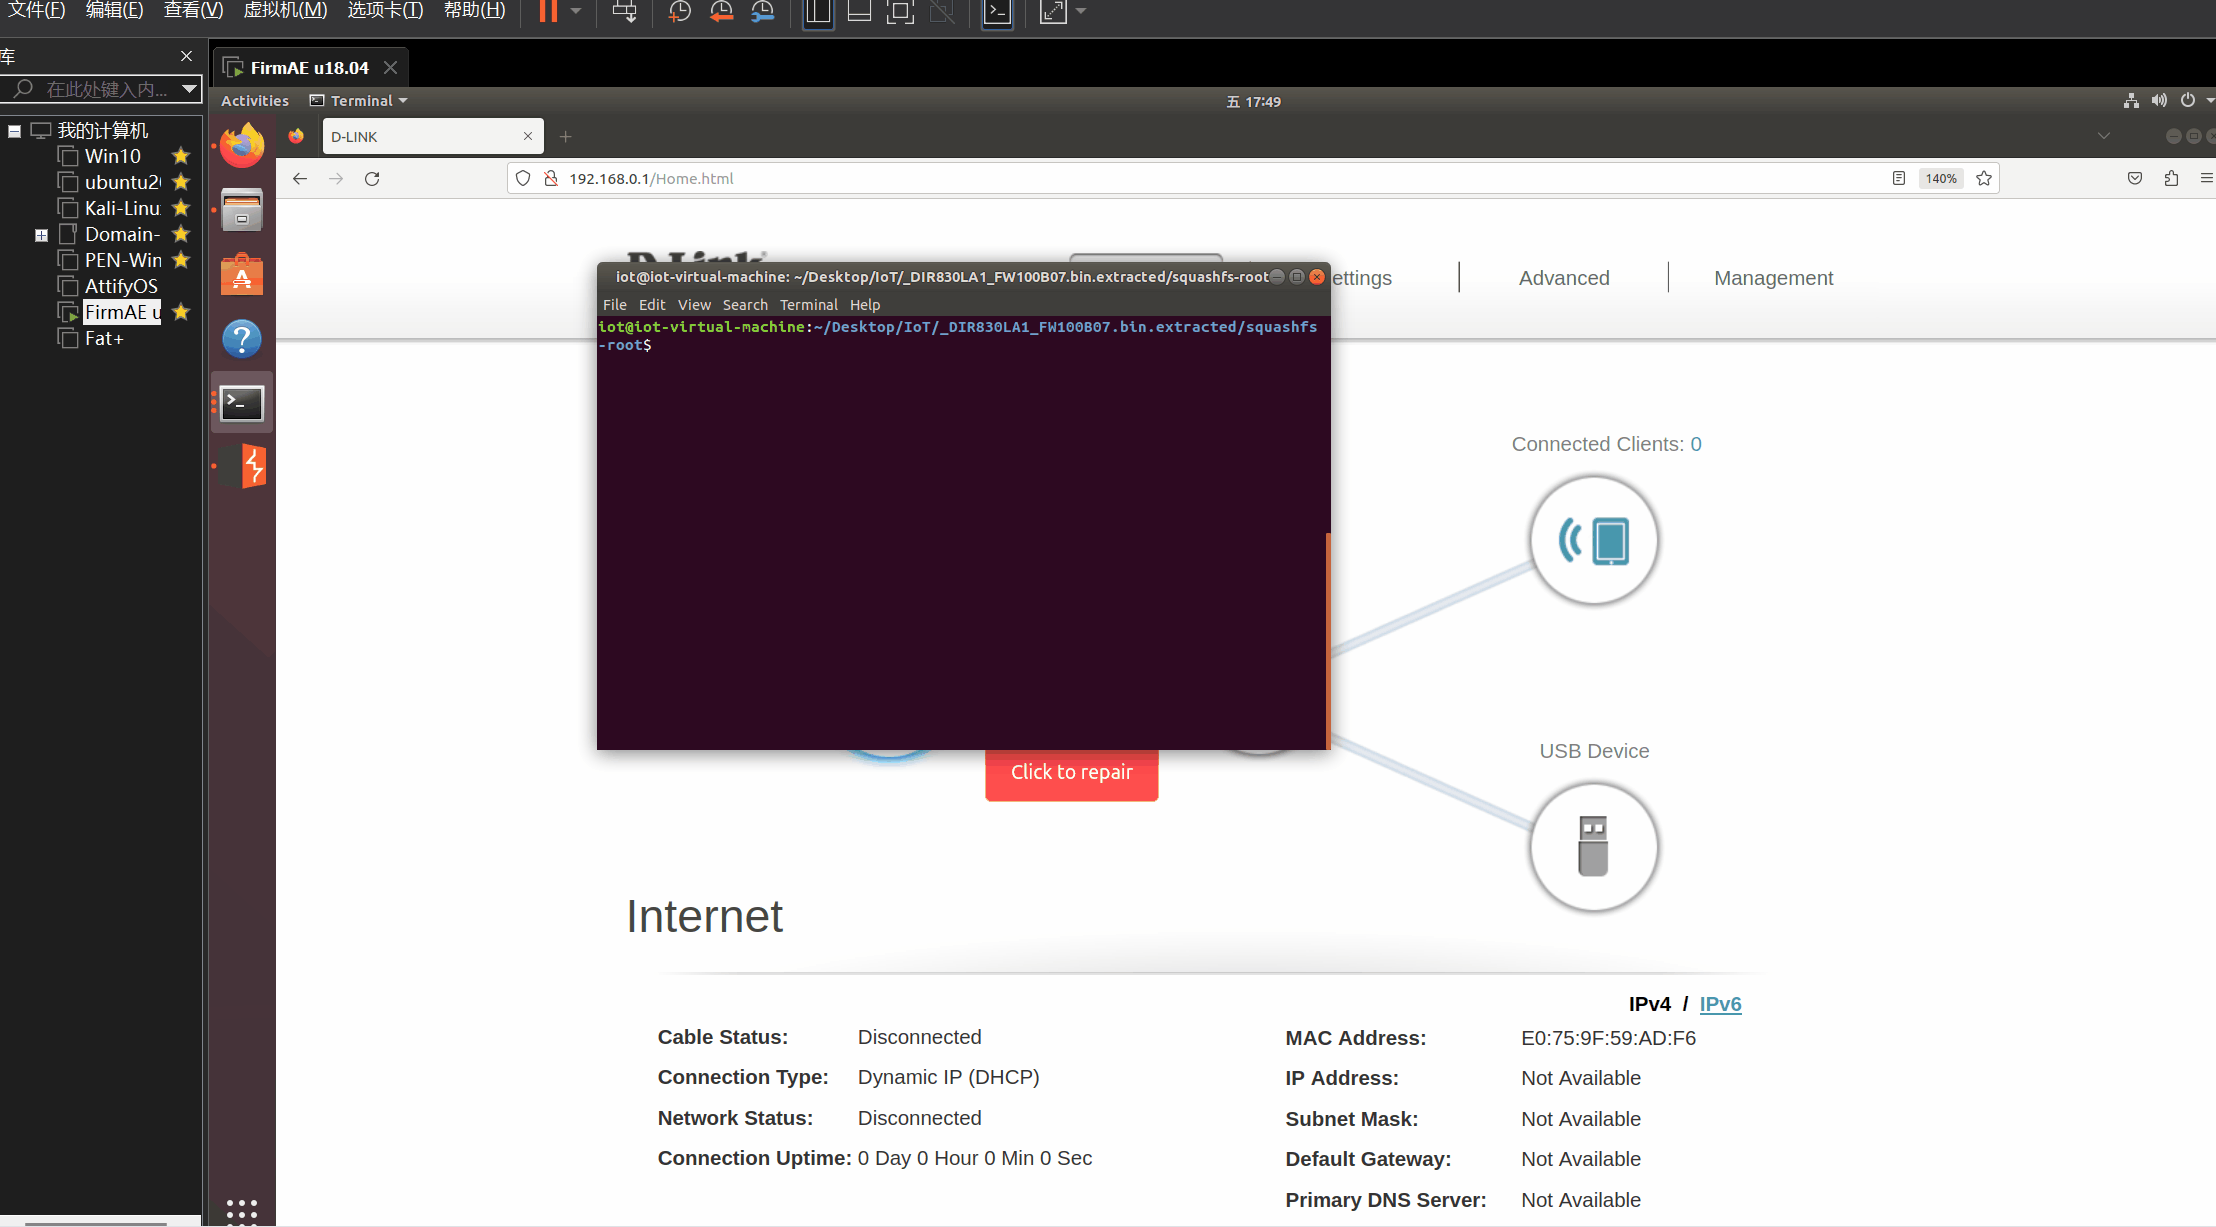 文件(F) 编辑(E) 查看(V) 虚拟机(M) 选项卡(T) 帮助(H)
库
在此处键入内...
我的计算机
Win10
ubuntu2
Kali-Linu
Domain-
PEN-Win
AttifyOS
FirmAE u
Fat+
FirmAE u18.04
Activities Terminal 五 17:49
D-LINK
192.168.0.1/Home.html 140%
D-Link
ettings Advanced Management
iot@iot-virtual-machine: ~/Desktop/IoT/_DIR830LA1_FW100B07.bin.extracted/squashfs-root
File Edit View Search Terminal Help
iot@iot-virtual-machine:~/Desktop/IoT/_DIR830LA1_FW100B07.bin.extracted/squashfs
-root$
Connected Clients: 0
USB Device
Click to repair
Internet
IPv4 / IPv6
Cable Status: Disconnected MAC Address: E0:75:9F:59:AD:F6
Connection Type: Dynamic IP (DHCP) IP Address: Not Available
Network Status: Disconnected Subnet Mask: Not Available
Connection Uptime: 0 Day 0 Hour 0 Min 0 Sec Default Gateway: Not Available
Primary DNS Server: Not Available